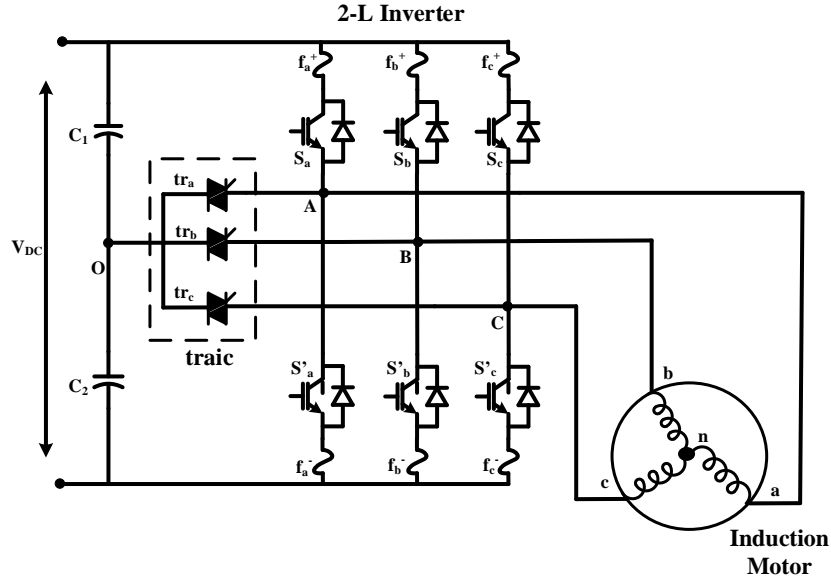 2-L Inverter
fa+
fb+
fc+
C1
Sa
Sb
Sc
tra
A
VDC
trb
O
B
trc
C
traic
S'a
S'b
S'c
C2
b
n
fa-
fb-
fc-
c
a
Induction
Motor